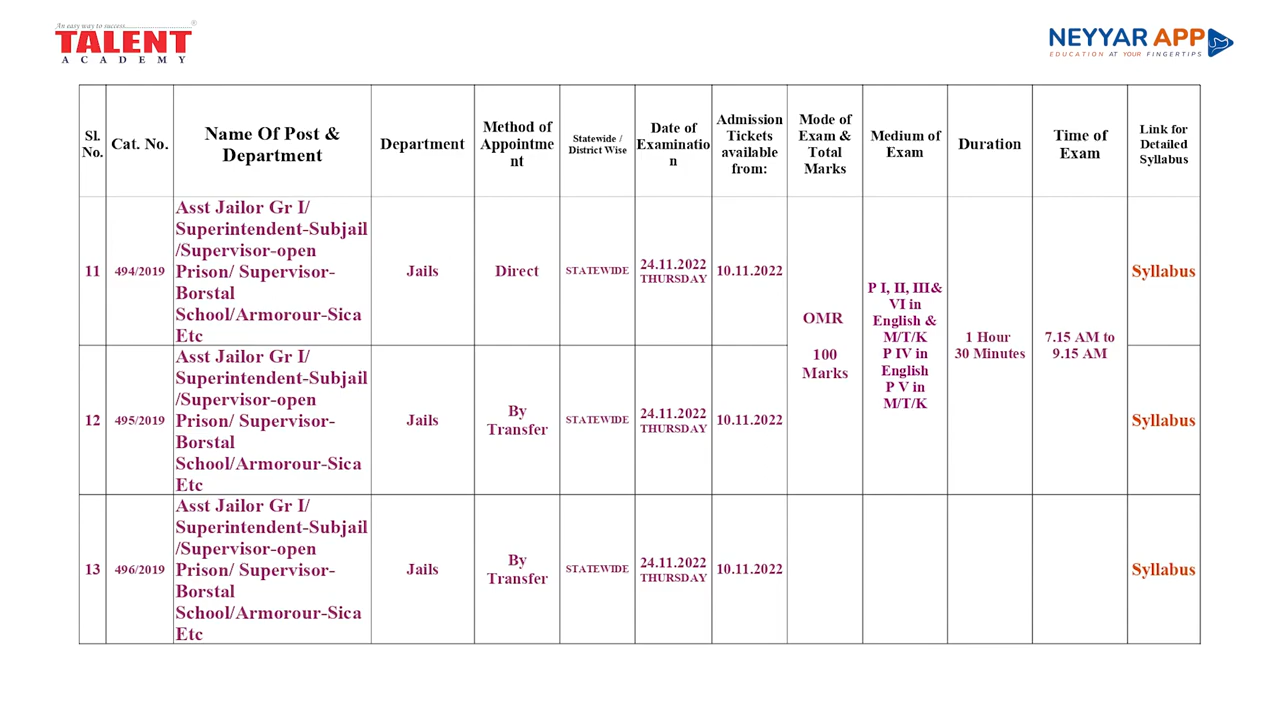 An easy way to success
®
TALENT
ACADEMY
NEYYAR APP
EDUCATION AT YOUR FINGERTIPS
Sl. No.
Cat. No.
Name Of Post &
Department
Department
Method of
Appointme
nt
Statewide /
District Wise
Date of
Examinatio
n
Admission
Tickets
available
from:
Mode of
Exam &
Total
Marks
Medium of
Exam
Duration
Time of
Exam
Link for
Detailed
Syllabus
11
494/2019
Asst Jailor Gr I/
Superintendent-Subjail
/Supervisor-open
Prison/ Supervisor-
Borstal
School/Armorour-Sica
Etc
Jails
Direct
STATEWIDE
24.11.2022
THURSDAY
10.11.2022
OMR
100
Marks
P I, II, III&
VI in
English &
M/T/K
P IV in
English
P V in
M/T/K
1 Hour
30 Minutes
7.15 AM to
9.15 AM
Syllabus
12
495/2019
Asst Jailor Gr I/
Superintendent-Subjail
/Supervisor-open
Prison/ Supervisor-
Borstal
School/Armorour-Sica
Etc
Jails
By
Transfer
STATEWIDE
24.11.2022
THURSDAY
10.11.2022
Syllabus
13
496/2019
Asst Jailor Gr I/
Superintendent-Subjail
/Supervisor-open
Prison/ Supervisor-
Borstal
School/Armorour-Sica
Etc
Jails
By
Transfer
STATEWIDE
24.11.2022
THURSDAY
10.11.2022
Syllabus